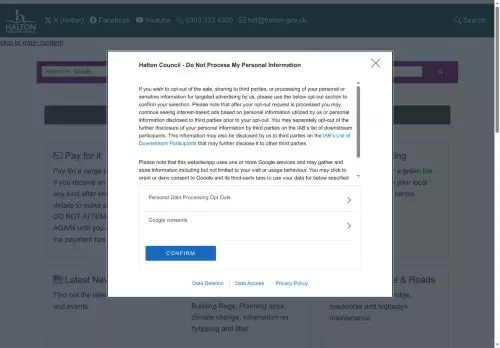 HALTON
X (twitter) Facebook Youtube 0303 333 4300 hdl@halton.gov.uk Search
skip to main content
Halton Council - Do Not Process My Personal Information
If you wish to opt-out of the sale, sharing to third parties, or processing of your personal or
sensitive information for targeted advertising by us, please use the below opt-out section to
confirm your selection. Please note that after your opt-out request is processed you may
continue seeing interest-based ads based on personal information utilized by us or personal
information disclosed to third parties prior to your opt-out. You may separately opt-out of the
further disclosure of your personal information by third parties on the IAB's list of downstream
participants. This information may also be disclosed by us to third parties on the IAB's List of
Downstream Participants that may further disclose it to other third parties.
Please note that this website/app uses one or more Google services and may gather and
store information including but not limited to your visit or usage behaviour. You may click to
grant or deny consent to Google and its third-party tags to use your data for below specified
Personal Data Processing Opt Outs
Google consents
CONFIRM
Data Deletion Data Access Privacy Policy
Pay for it
Pay for a range
If you receive an
any kind after en
details to make a
DO NOT ATTEM
AGAIN until you
the payment has
a green bin
your local
centre
Latest New
Find out the late
and events.
Building Regs, Planning apps,
climate change, information on
flytipping and litter.
& Roads
ridge,
roadworks and highways
maintenance